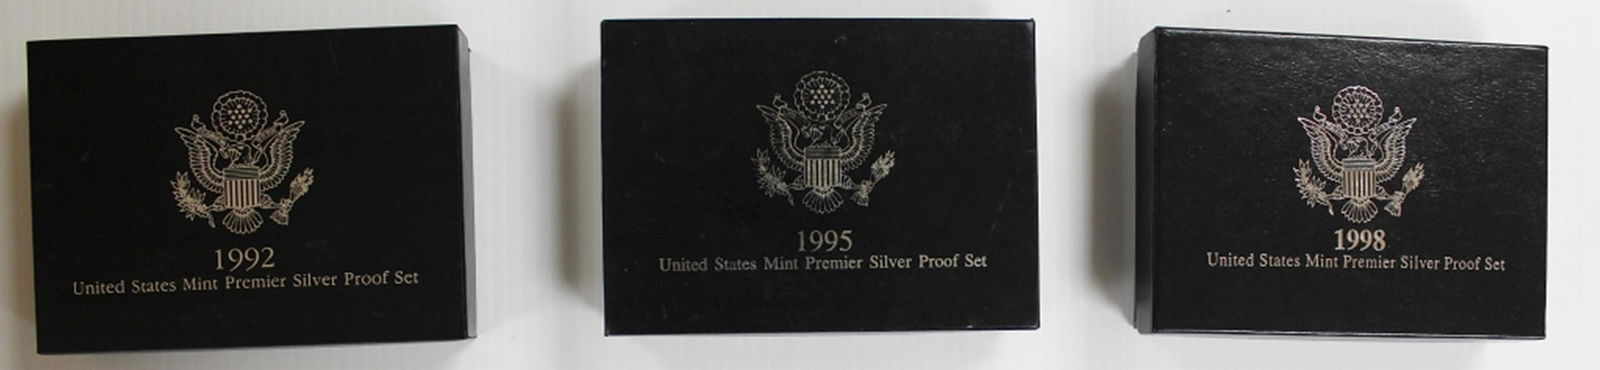 1992
United States Mint Premier Silver Proof Set
1995
United States Mint Premier Silver Proof Set
1998
United States Mint Premier Silver Proof Set